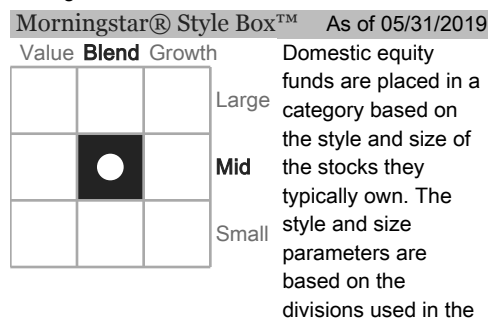 Morningstar® Style Box™ As of 05/31/2019
Value Blend Growth
Large
Mid
Small
Domestic equity
funds are placed in a
category based on
the style and size of
the stocks they
typically own. The
style and size
parameters are
based on the
divisions used in the